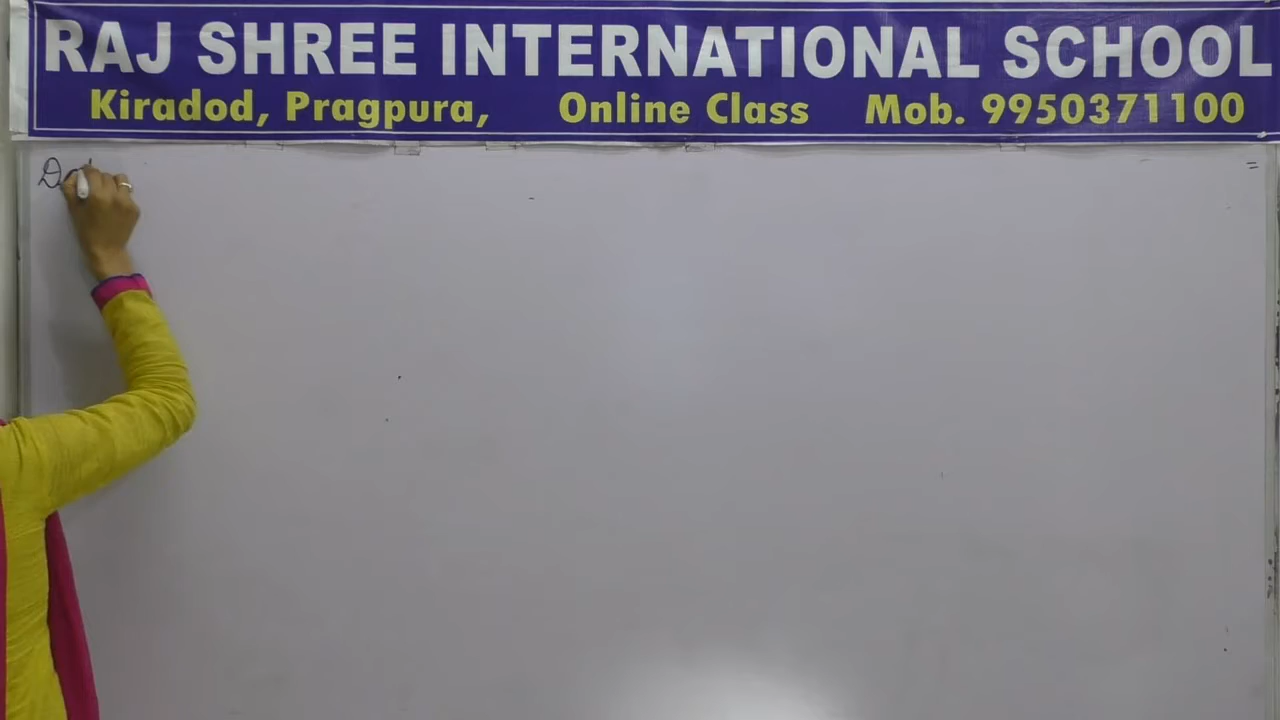 RAJ SHREE INTERNATIONAL SCHOOL
Kiradod, Pragpura, Online Class Mob. 9950371100